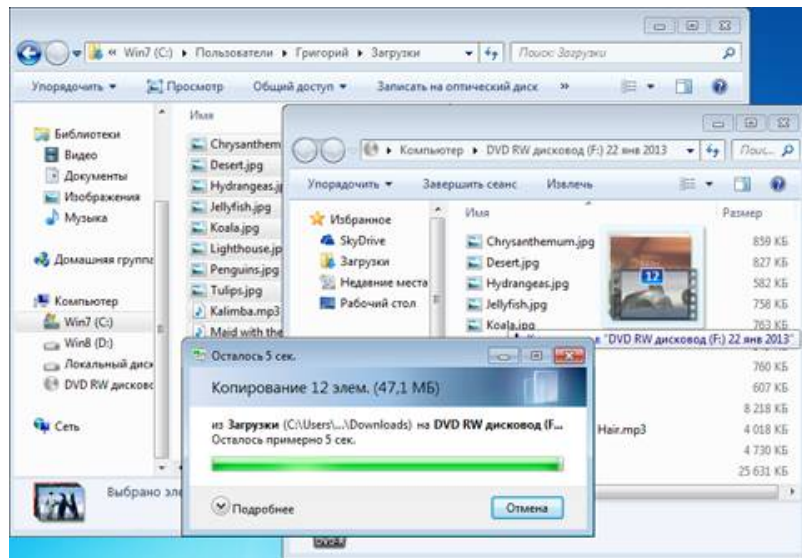 « Win7 (C:) ▸ Пользователи ▸ Григорий ▸ Загрузки
Поиск: Загрузки
Упорядочить ▾ Просмотр Общий доступ ▾ Записать на оптический диск »
Имя
Библиотеки
Видео
Документы
Изображения
Музыка
Домашняя группа
Компьютер
Win7 (C:)
Win8 (D:)
Локальный диск
DVD RW дисковод
Сеть
Chrysanthem
Desert.jpg
Hydrangeas.jp
Jellyfish.jpg
Koala.jpg
Lighthouse.jp
Penguins.jpg
Tulips.jpg
Kalimba.mp3
Maid with the
Выбрано эле
▸ Компьютер ▸ DVD RW дисковод (F:) 22 янв 2013
Поис...
Упорядочить ▾ Завершить сеанс Извлечь
Избранное
SkyDrive
Загрузки
Недавние места
Рабочий стол
Имя Размер
Chrysanthemum.jpg 859 КБ
Desert.jpg 827 КБ
Hydrangeas.jpg 582 КБ
Jellyfish.jpg 758 КБ
Koala.jpg 763 КБ
12
в "DVD RW дисковод (F:) 22 янв 2013"
760 КБ
607 КБ
8 218 КБ
Hair.mp3 4 018 КБ
4 730 КБ
25 631 КБ
Осталось 5 сек.
Копирование 12 элем. (47,1 МБ)
из Загрузки (C:\Users\...\Downloads) на DVD RW дисковод (F...
Осталось примерно 5 сек.
Подробнее
Отмена